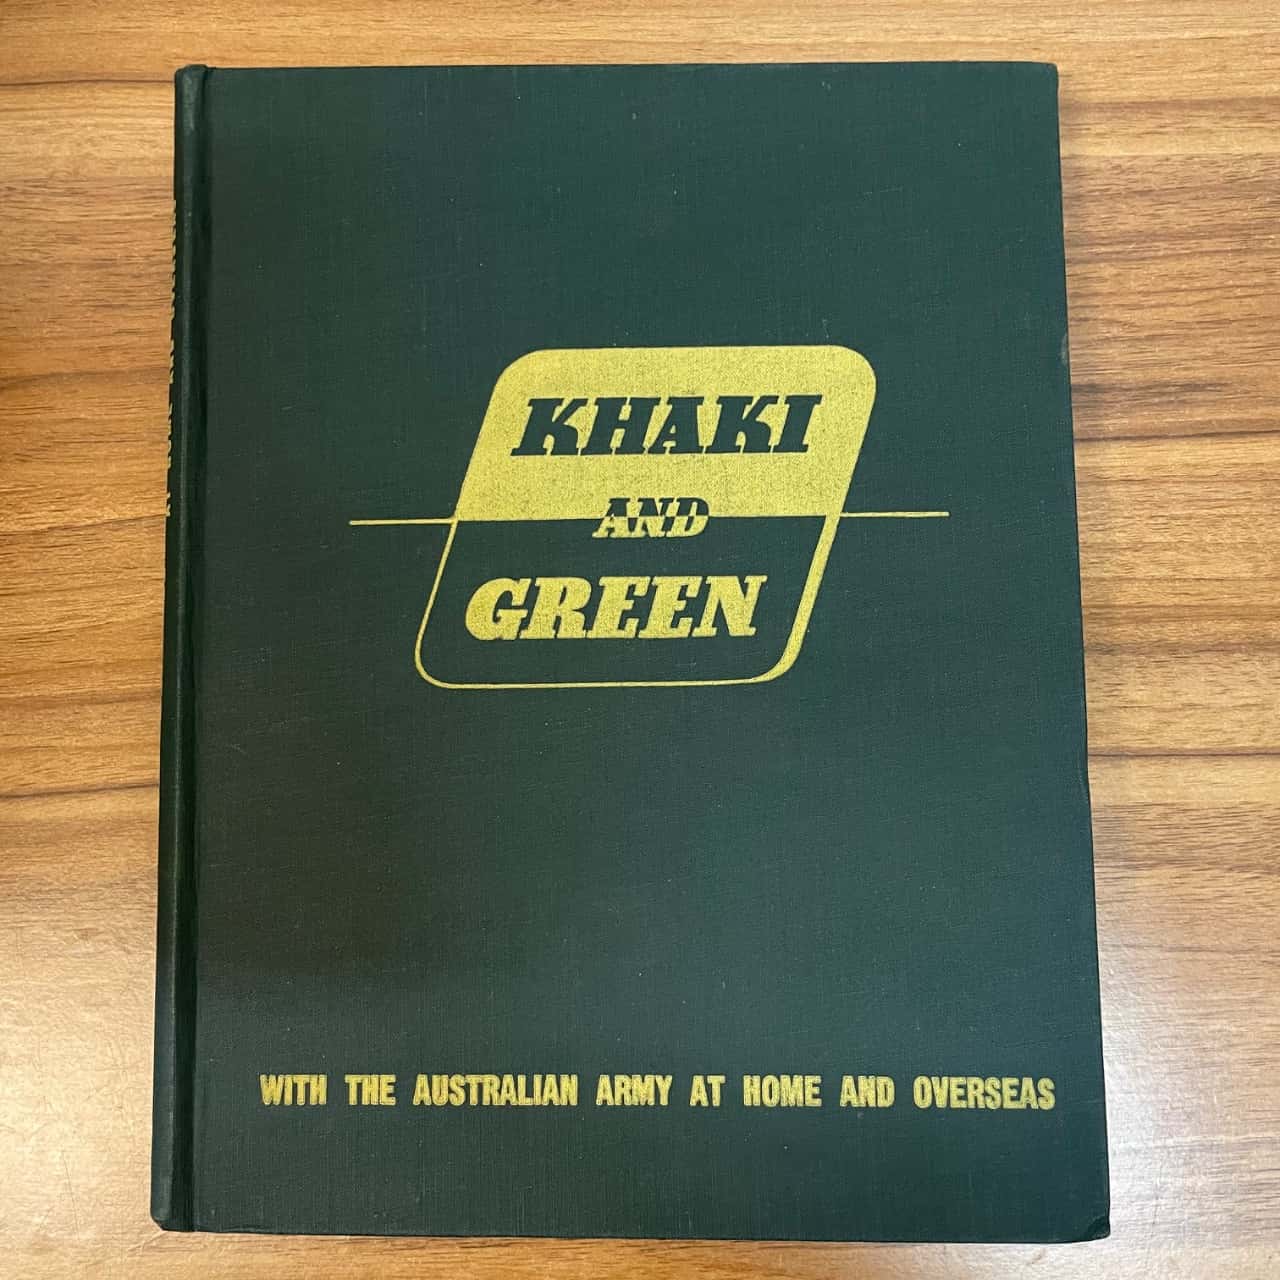 KHAKI
AND
GREEN
WITH THE AUSTRALIAN ARMY AT HOME AND OVERSEAS